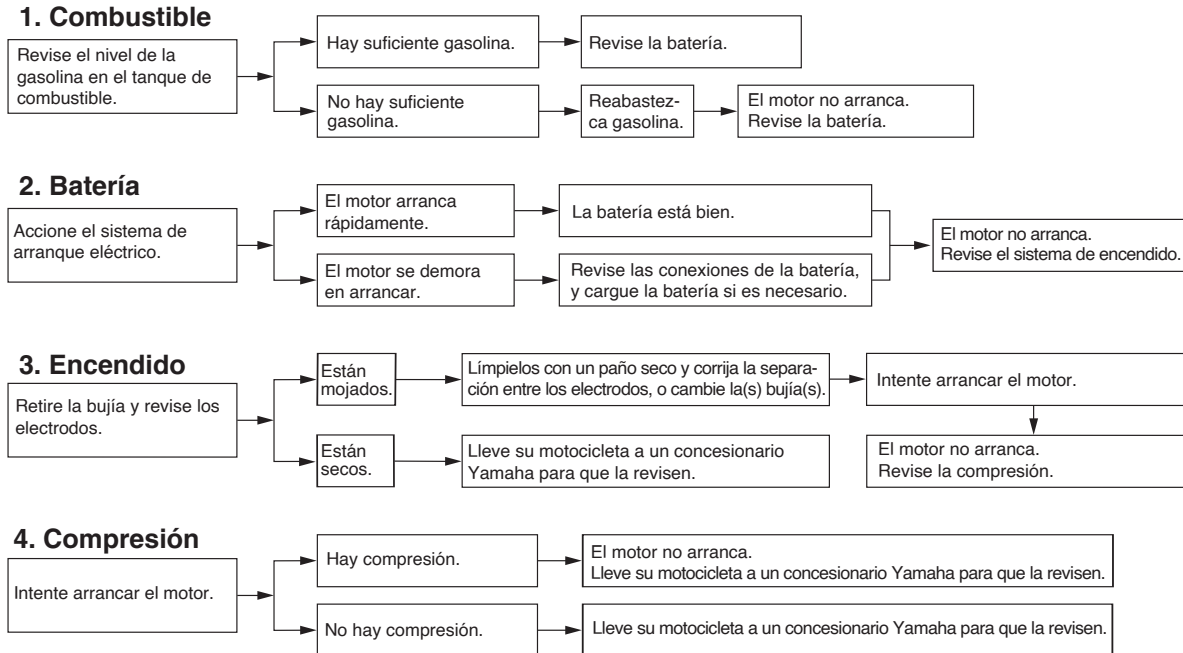 1. Combustible
Revise el nivel de la
gasolina en el tanque de
combustible.
Hay suficiente gasolina.
Revise la batería.
No hay suficiente
gasolina.
Reabastez-
ca gasolina.
El motor no arranca.
Revise la batería.
2. Batería
Accione el sistema de
arranque eléctrico.
El motor arranca
rápidamente.
La batería está bien.
El motor se demora
en arrancar.
Revise las conexiones de la batería,
y cargue la batería si es necesario.
El motor no arranca.
Revise el sistema de encendido.
3. Encendido
Retire la bujía y revise los
electrodos.
Están
mojados.
Límpielos con un paño seco y corrija la separa-
ción entre los electrodos, o cambie la(s) bujía(s).
Intente arrancar el motor.
Están
secos.
Lleve su motocicleta a un concesionario
Yamaha para que la revisen.
El motor no arranca.
Revise la compresión.
4. Compresión
Intente arrancar el motor.
Hay compresión.
El motor no arranca.
Lleve su motocicleta a un concesionario Yamaha para que la revisen.
No hay compresión.
Lleve su motocicleta a un concesionario Yamaha para que la revisen.